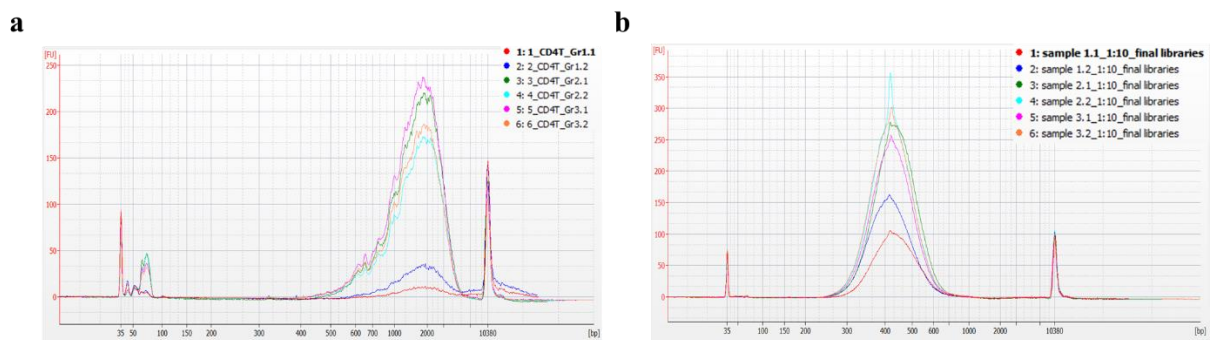 a
[FU]
250
200
150
100
50
0
35 50 100 150 200 300 400 500 600 700 1000 2000 10380 [bp]
1: 1_CD4T_Gr1.1
2: 2_CD4T_Gr1.2
3: 3_CD4T_Gr2.1
4: 4_CD4T_Gr2.2
5: 5_CD4T_Gr3.1
6: 6_CD4T_Gr3.2
b
[FU]
350
300
250
200
150
100
50
0
35 100 150 200 300 400 500 600 1000 2000 10380 [bp]
1: sample 1.1_1:10_final libraries
2: sample 1.2_1:10_final libraries
3: sample 2.1_1:10_final libraries
4: sample 2.2_1:10_final libraries
5: sample 3.1_1:10_final libraries
6: sample 3.2_1:10_final libraries